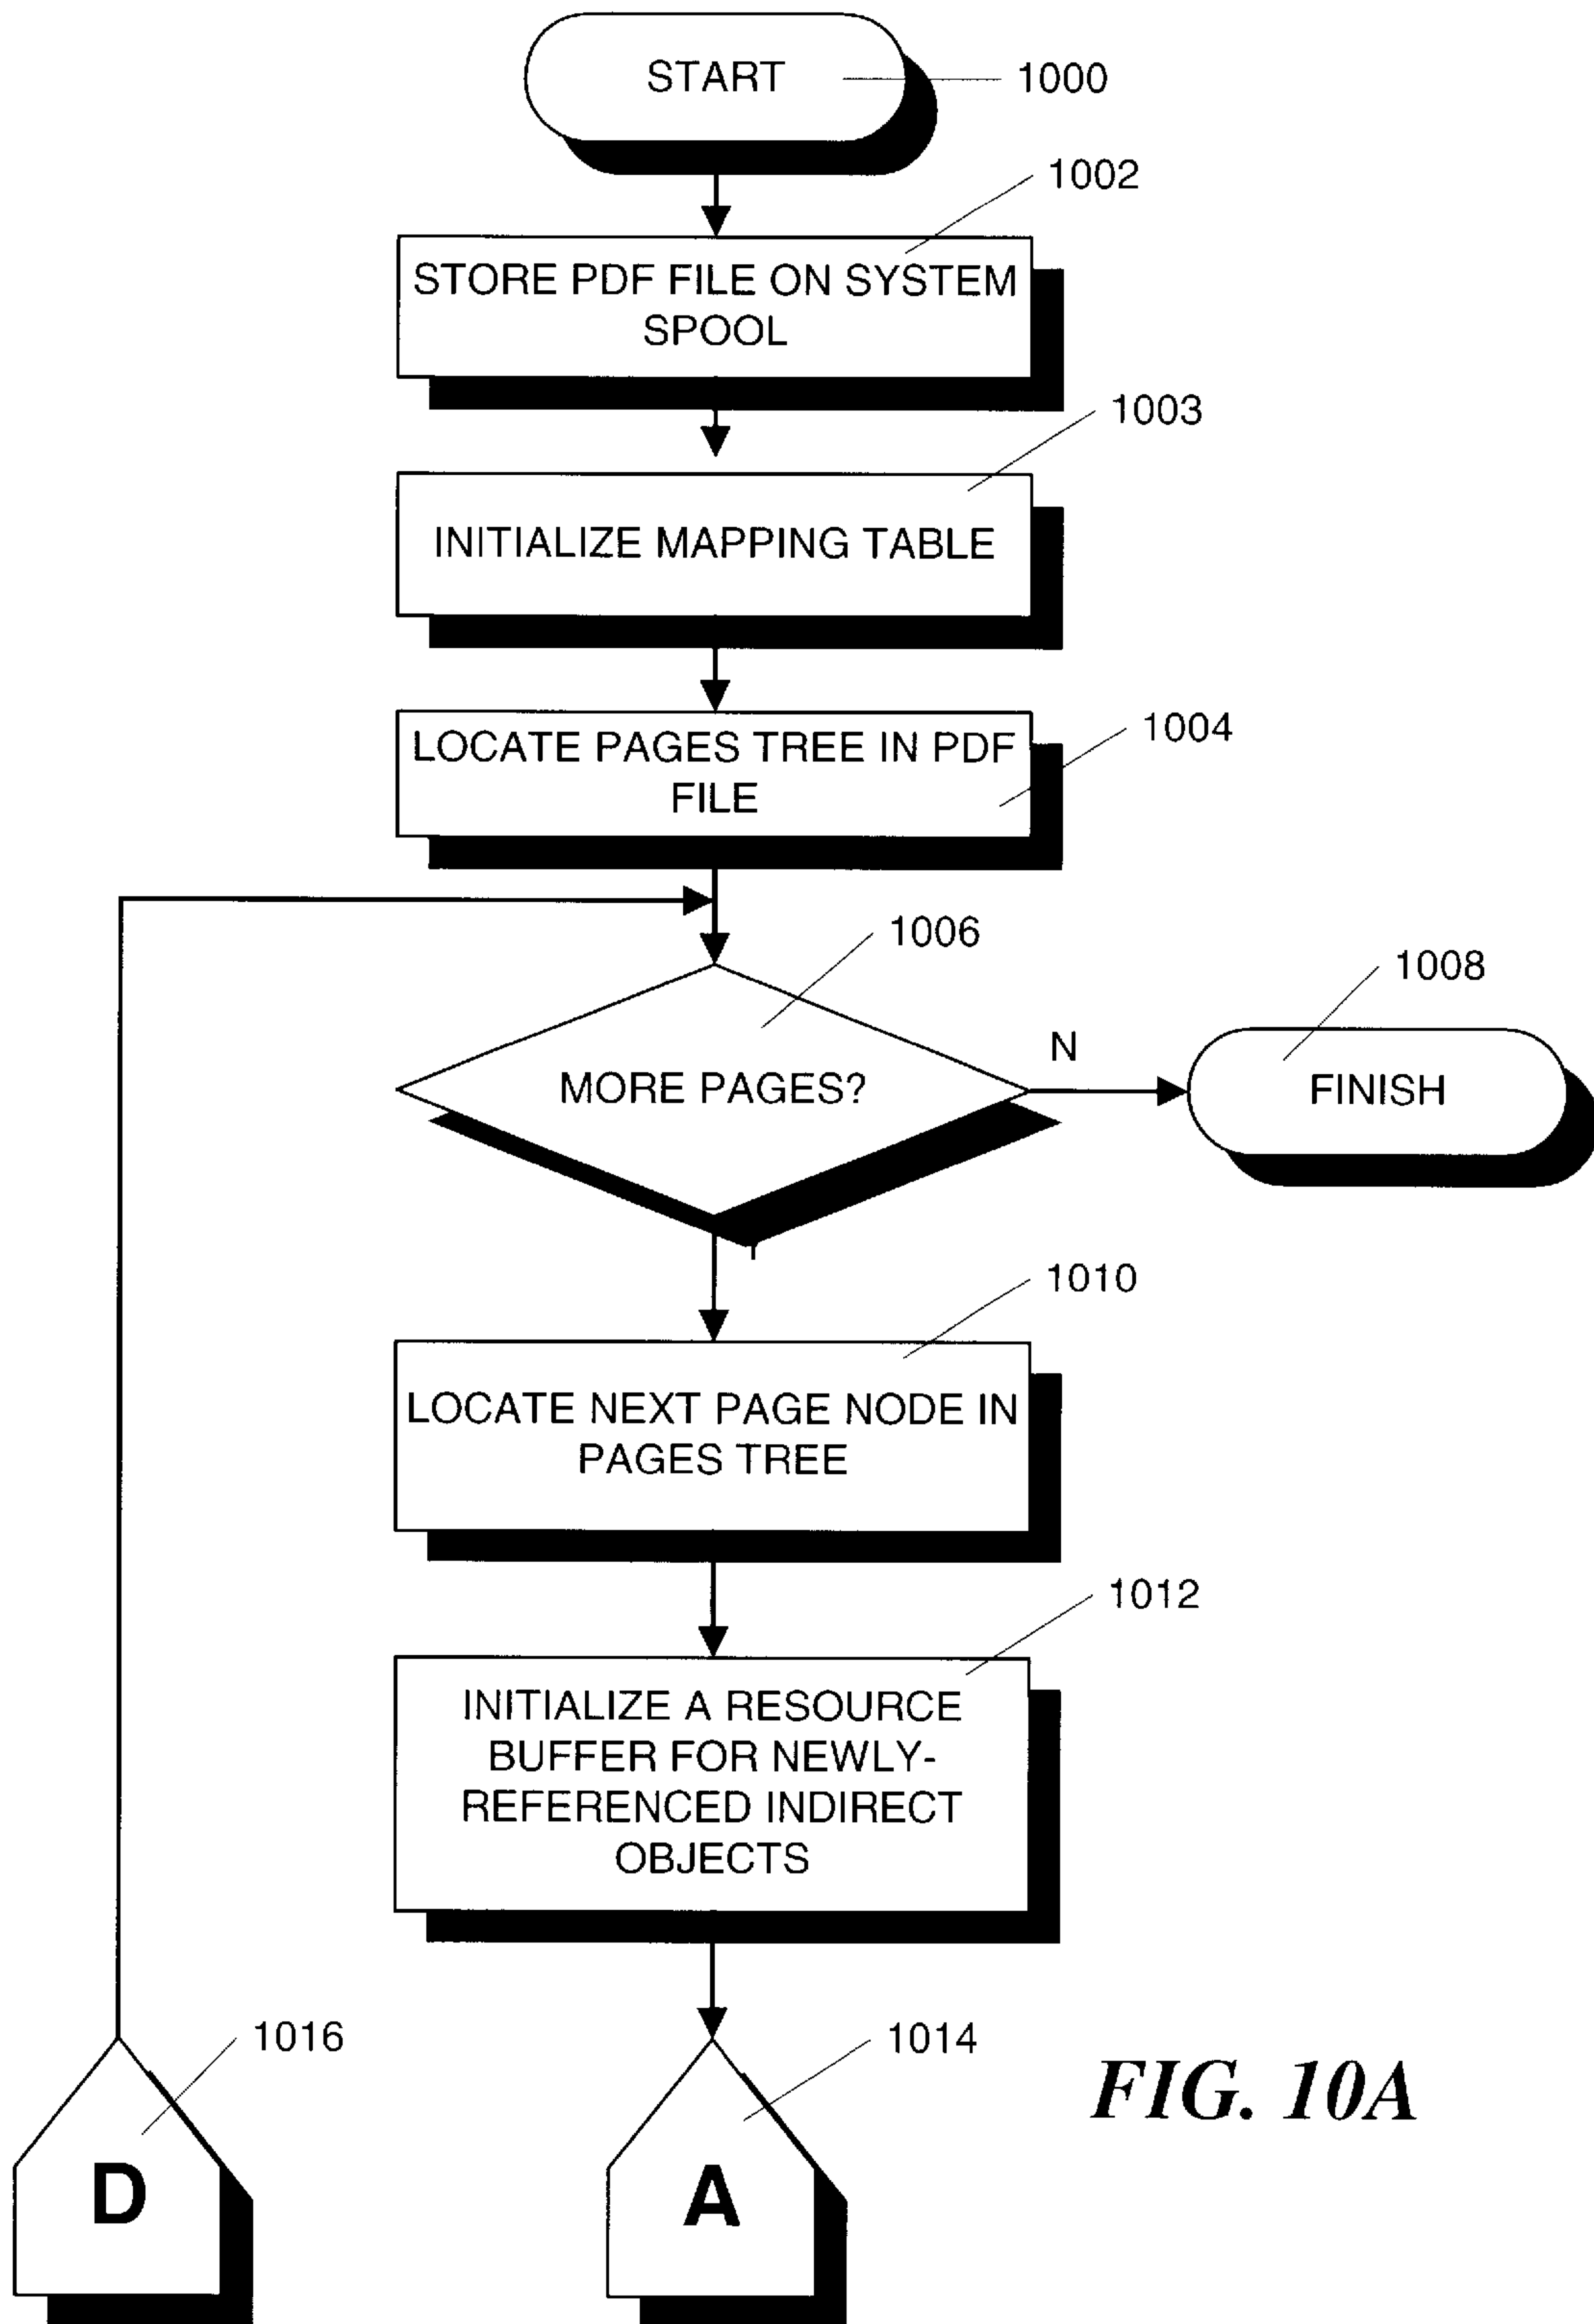 START
1000
1002
STORE PDF FILE ON SYSTEM
SPOOL
1003
INITIALIZE MAPPING TABLE
1004
LOCATE PAGES TREE IN PDF
FILE
1006
1008
N
MORE PAGES?
FINISH
1010
LOCATE NEXT PAGE NODE IN
PAGES TREE
1012
INITIALIZE A RESOURCE
BUFFER FOR NEWLY-
REFERENCED INDIRECT
OBJECTS
1016
1014
FIG. 10A
D
A